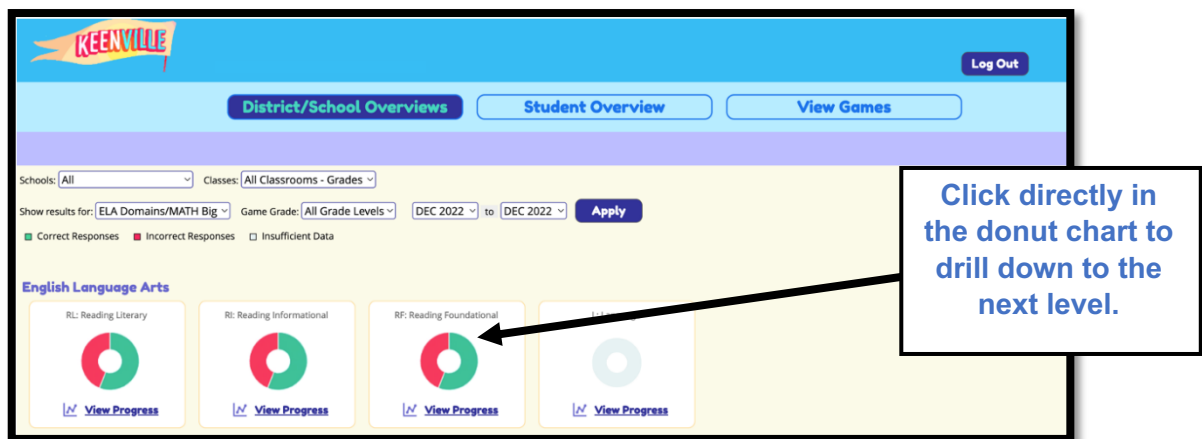 KEENVILLE
Log Out
District/School Overviews Student Overview View Games
Schools: All Classes: All Classrooms - Grades
Show results for: ELA Domains/MATH Big Game Grade: All Grade Levels DEC 2022 to DEC 2022 Apply
Correct Responses Incorrect Responses Insufficient Data
Click directly in
the donut chart to
drill down to the
next level.
English Language Arts
RL: Reading Literary RI: Reading Informational RF: Reading Foundational
View Progress View Progress View Progress View Progress